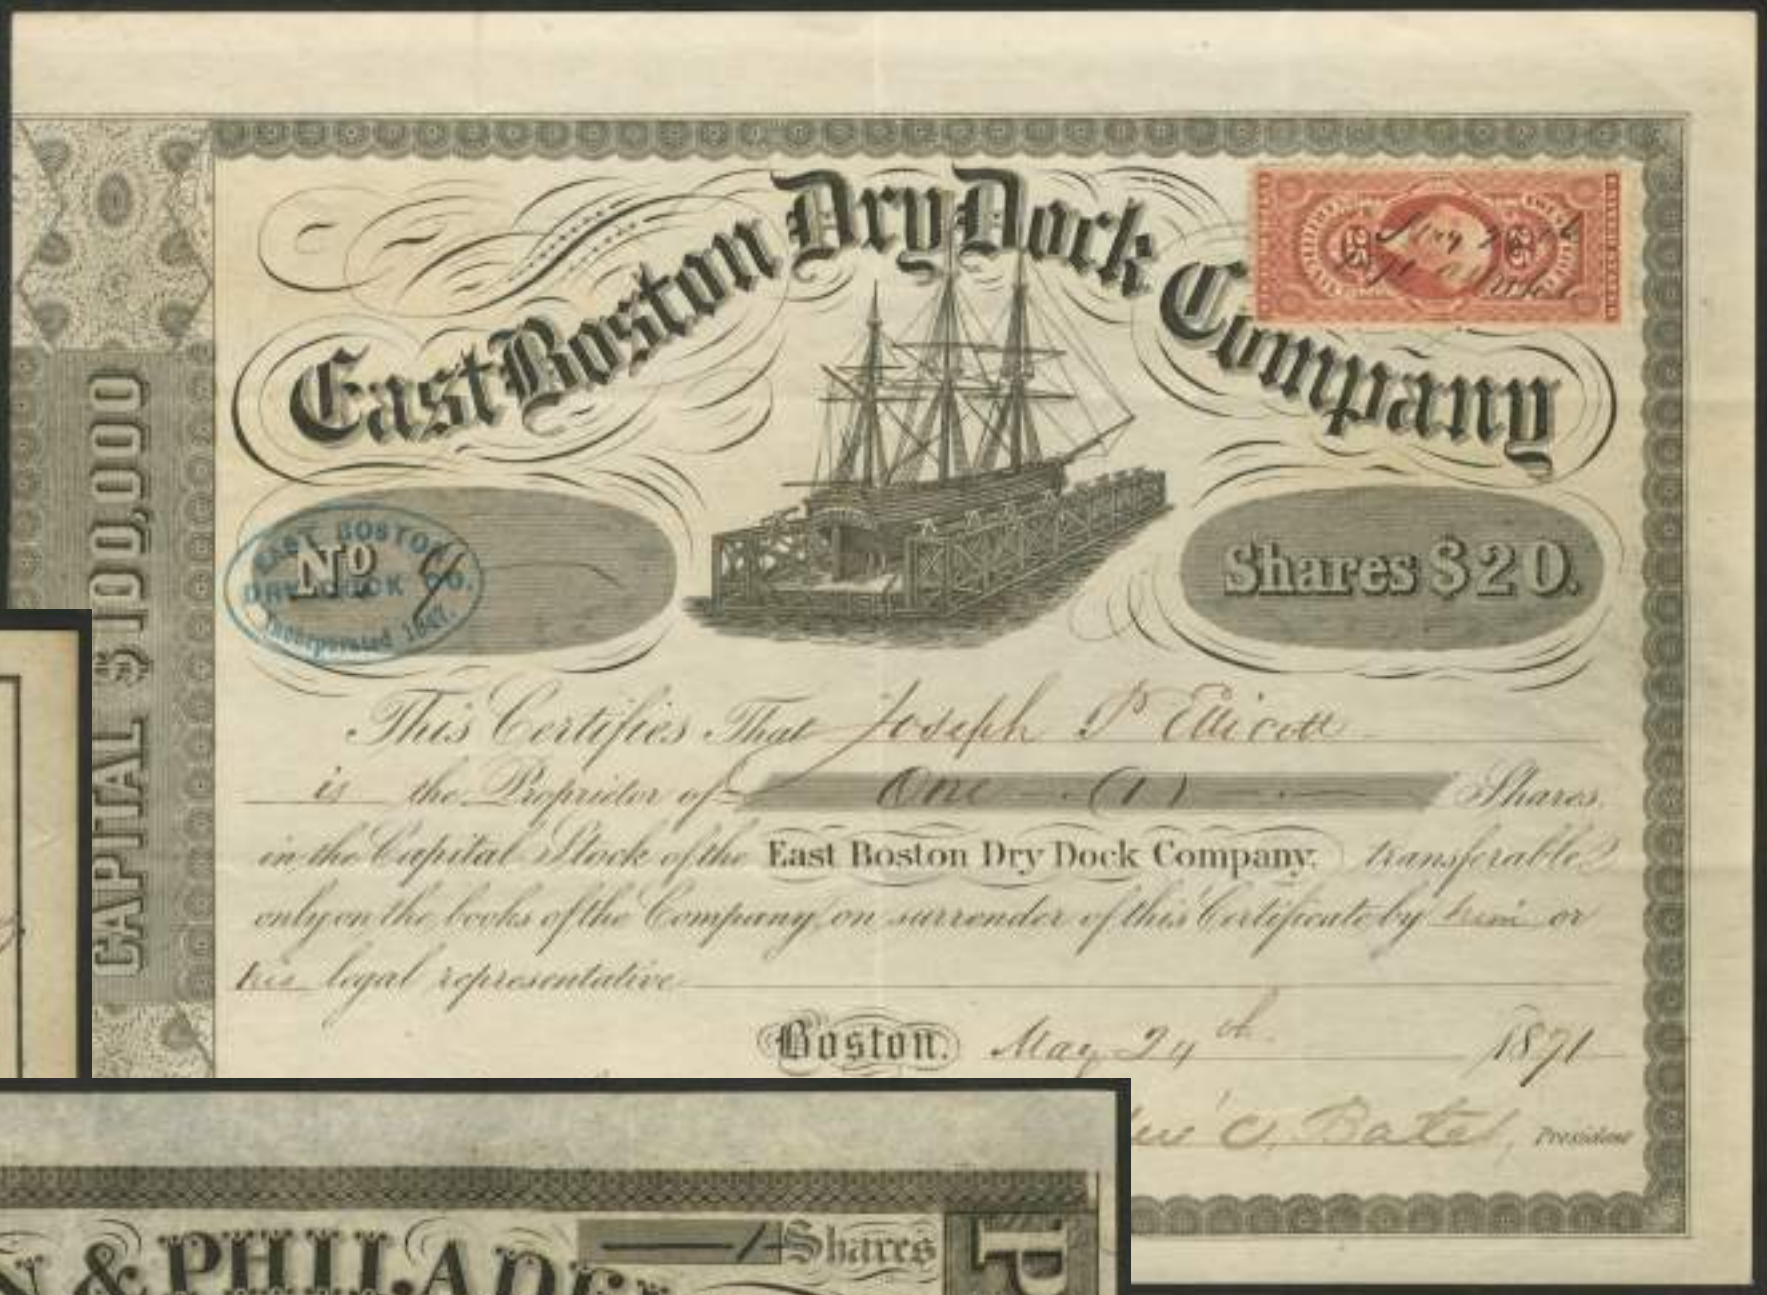 East Boston Dry Dock Company
CAPITAL $100,000
EAST BOSTON
DRY DOCK CO.
Incorporated 1847.
No 9
Shares $20.
This Certifies That Joseph P Ellicott
is the Proprietor of One (1) Shares
in the Capital Stock of the East Boston Dry Dock Company, transferable
only on the books of the Company, on surrender of this Certificate by him or
his legal representative
Boston. May 24th 1871
C. Bates, President
1 Shares
N & PHILADE
P